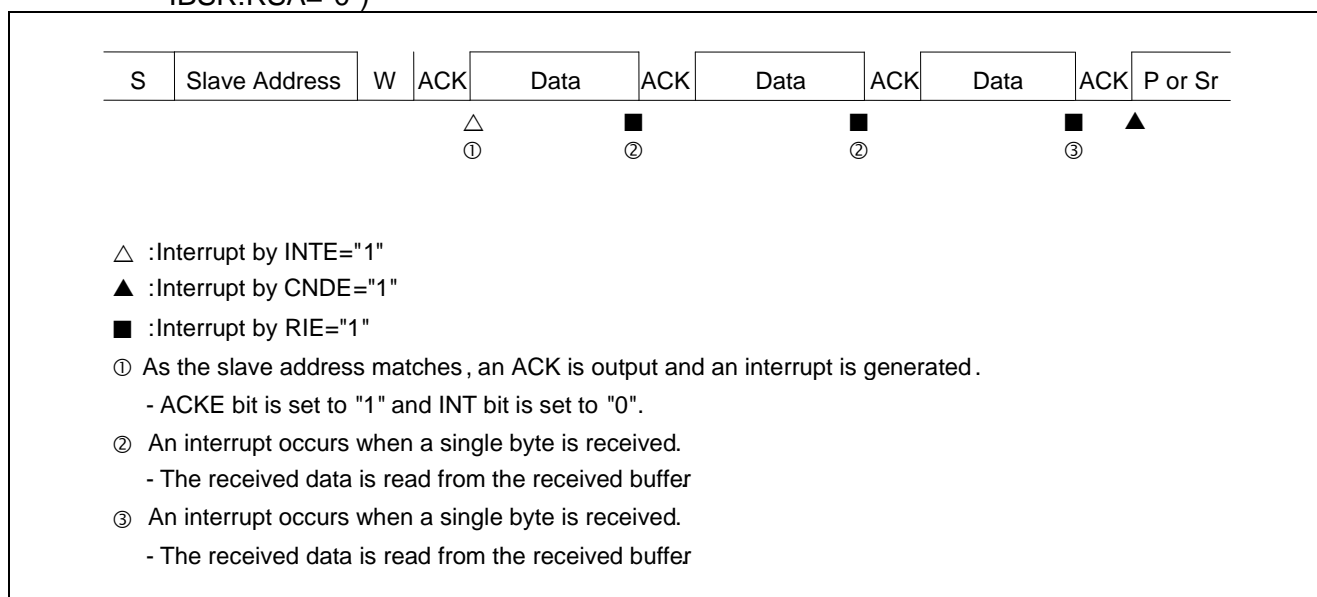 IBSR:RSA="0")
S Slave Address W ACK Data ACK Data ACK Data ACK P or Sr
△ ■ ■ ■ ▲
① ② ② ③
△ :Interrupt by INTE="1"
▲ :Interrupt by CNDE="1"
■ :Interrupt by RIE="1"
① As the slave address matches, an ACK is output and an interrupt is generated.
- ACKE bit is set to "1" and INT bit is set to "0".
② An interrupt occurs when a single byte is received.
- The received data is read from the received buffer.
③ An interrupt occurs when a single byte is received.
- The received data is read from the received buffer.